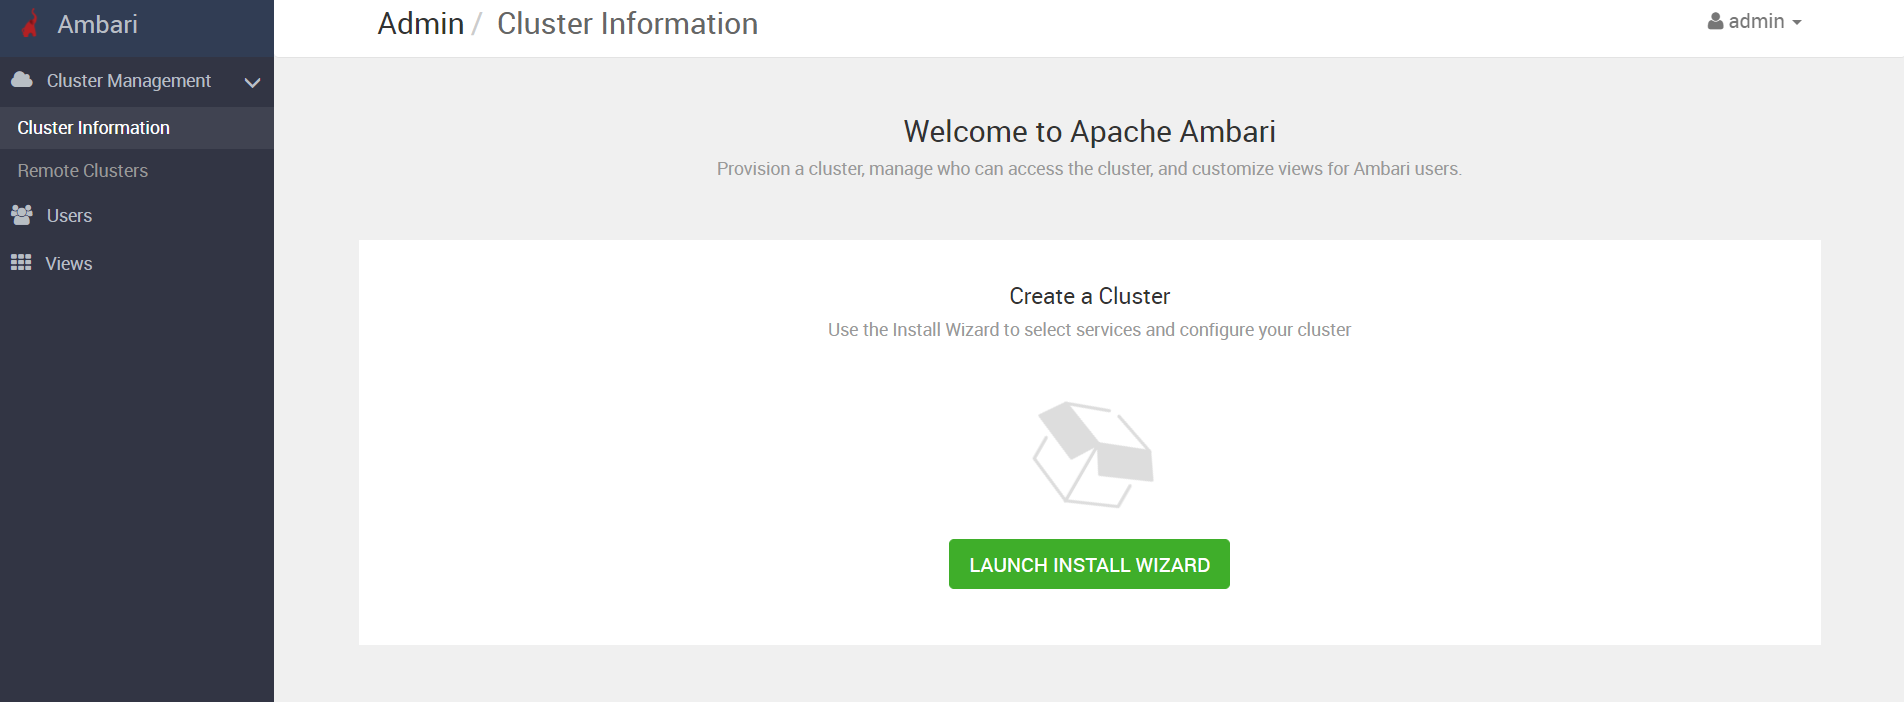 Ambari
Admin / Cluster Information
admin
Cluster Management
Cluster Information
Remote Clusters
Users
Views
Welcome to Apache Ambari
Provision a cluster, manage who can access the cluster, and customize views for Ambari users.
Create a Cluster
Use the Install Wizard to select services and configure your cluster
LAUNCH INSTALL WIZARD